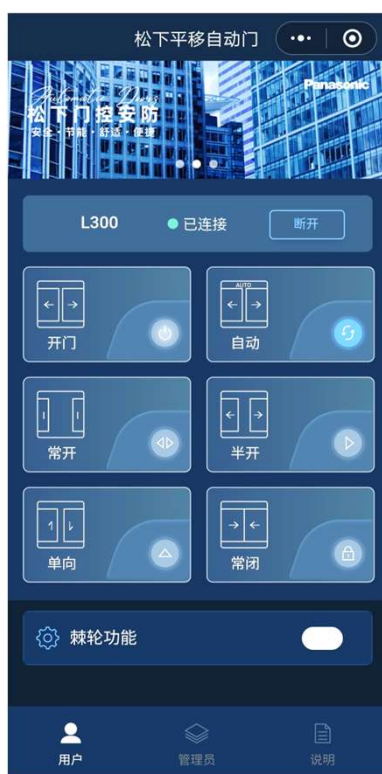 松下平移自动门
Automatic Doors
Panasonic
松下门控安防
安全·节能·舒适·便捷
L300
已连接
断开
开门
AUTO
自动
常开
半开
单向
常闭
棘轮功能
用户
管理员
说明